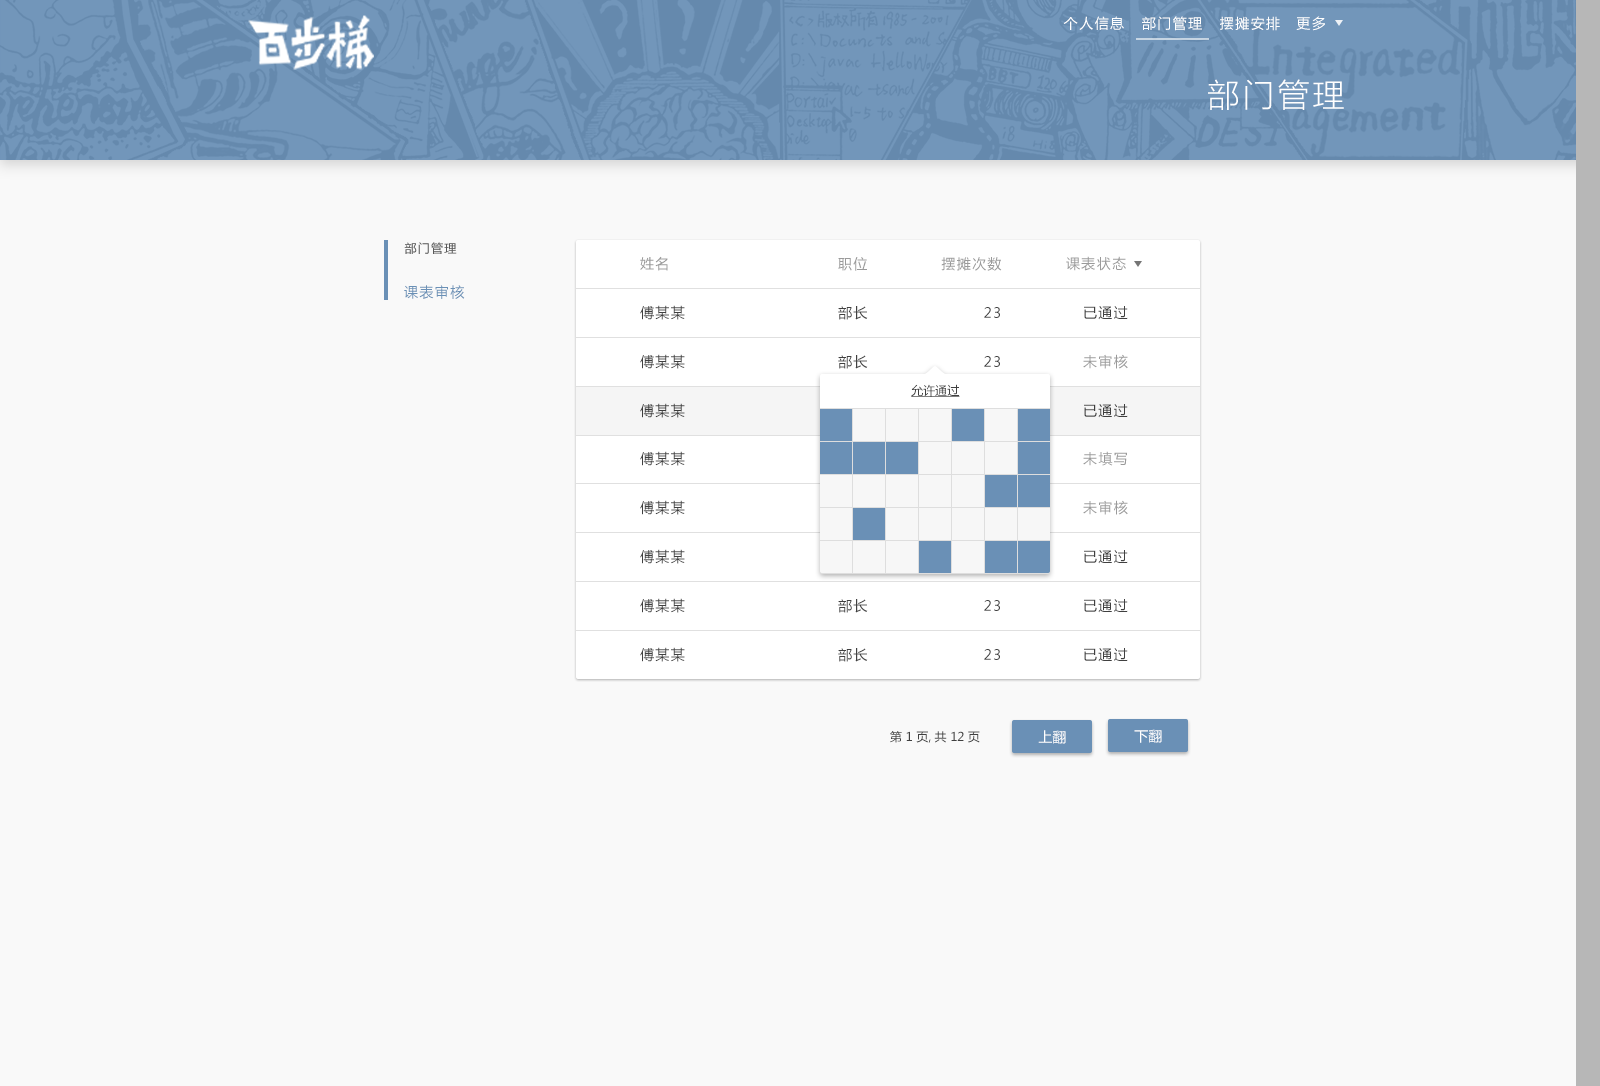 百步梯
个人信息 部门管理 摆摊安排 更多
部门管理
部门管理
课表审核
姓名 职位 摆摊次数 课表状态
傅某某 部长 23 已通过
傅某某 部长 23 未审核
允许通过
傅某某 已通过
傅某某 未填写
傅某某 未审核
傅某某 已通过
傅某某 部长 23 已通过
傅某某 部长 23 已通过
第 1 页, 共 12 页 上翻 下翻